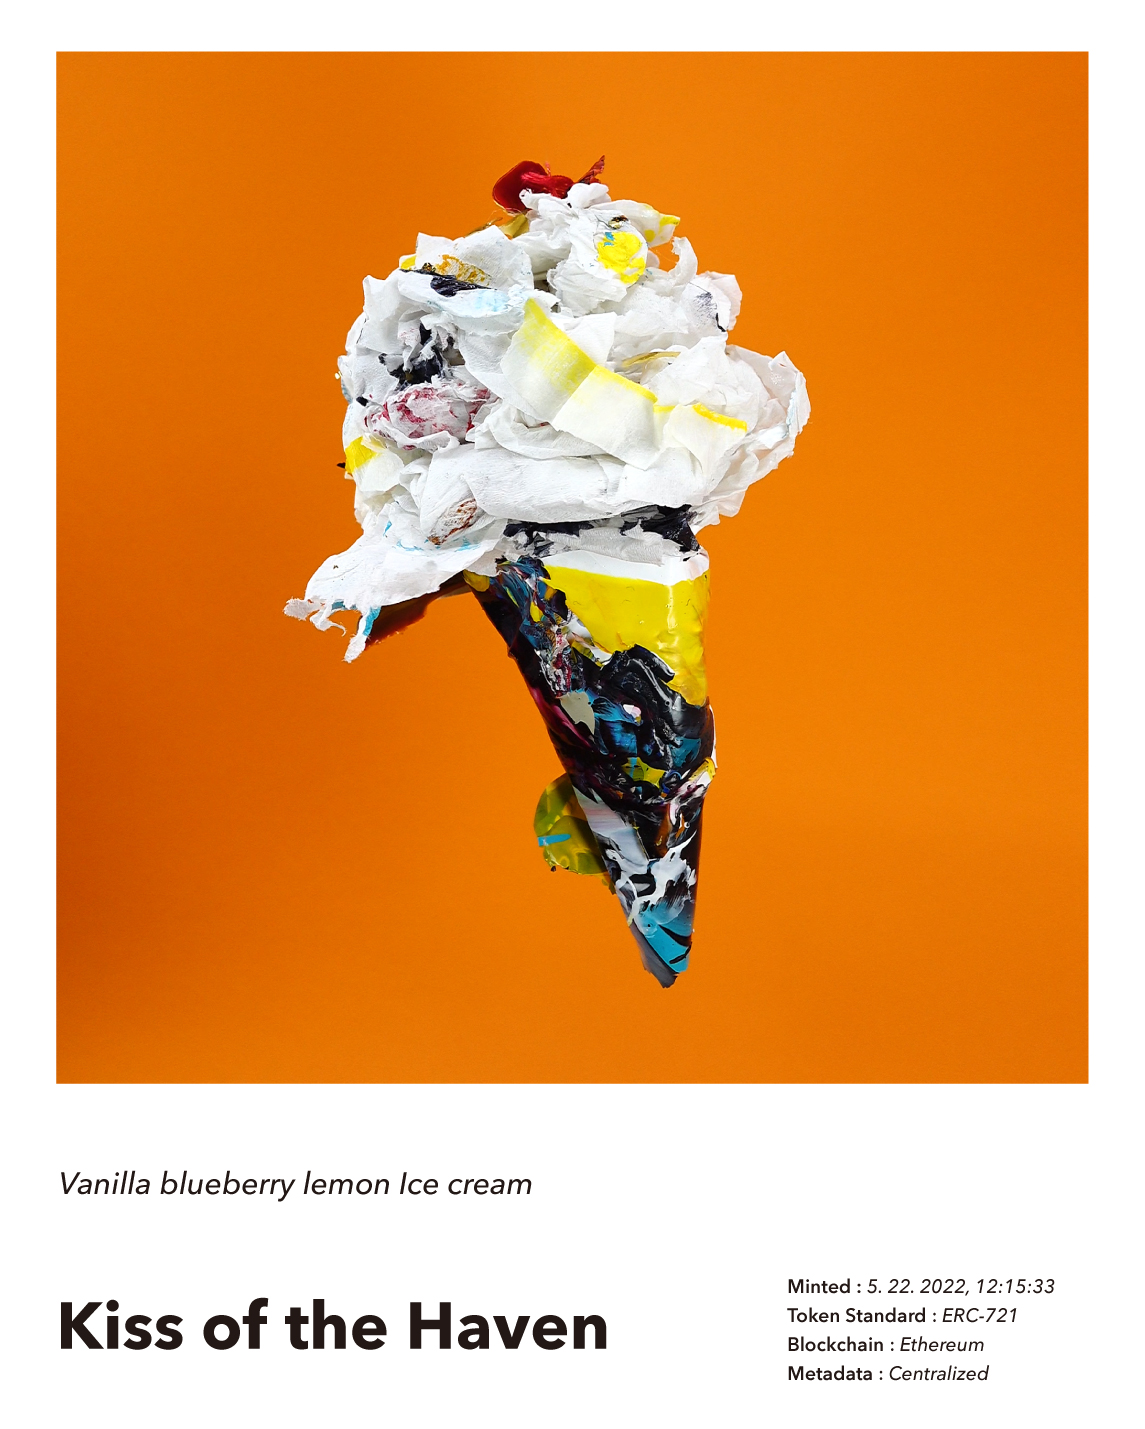 Vanilla blueberry lemon Ice cream
Kiss of the Haven
Minted : 5. 22. 2022, 12:15:33
Token Standard : ERC-721
Blockchain : Ethereum
Metadata : Centralized